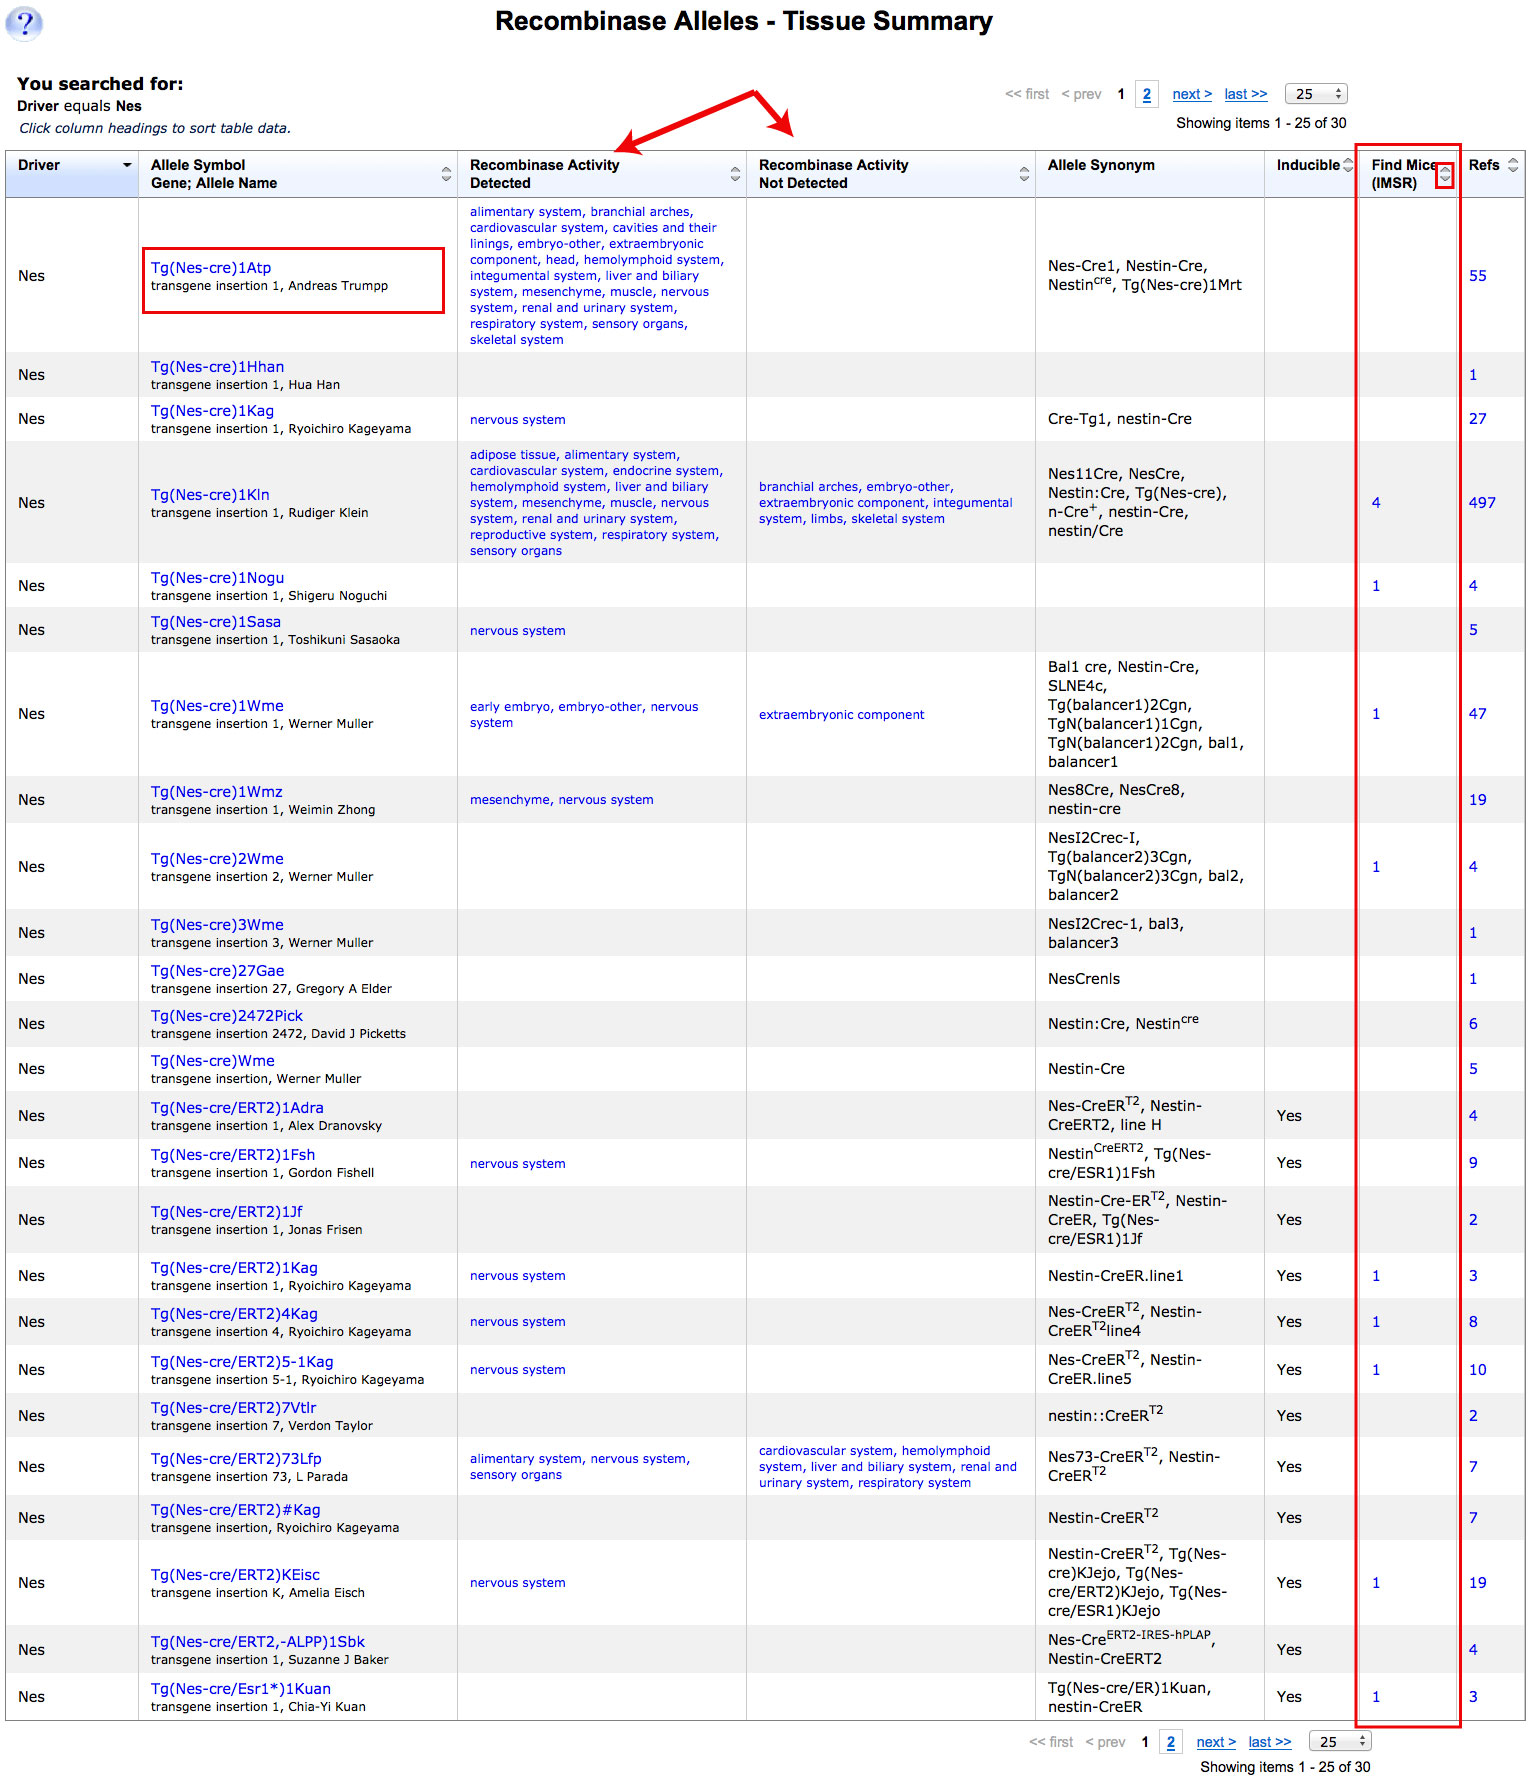 ?
Recombinase Alleles - Tissue Summary
You searched for:
Driver equals Nes
Click column headings to sort table data.
<< first < prev 1 2 next > last >> 25
Showing items 1 - 25 of 30
Driver
Allele Symbol
Gene; Allele Name
Recombinase Activity
Detected
Recombinase Activity
Not Detected
Allele Synonym
Inducible
Find Mice
(IMSR)
Refs
Nes
Tg(Nes-cre)1Atp
transgene insertion 1, Andreas Trumpp
alimentary system, branchial arches,
cardiovascular system, cavities and their
linings, embryo-other, extraembryonic
component, head, hemolymphoid system,
integumental system, liver and biliary
system, mesenchyme, muscle, nervous
system, renal and urinary system,
respiratory system, sensory organs,
skeletal system
Nes-Cre1, Nestin-Cre,
Nestincre, Tg(Nes-cre)1Mrt
55
Nes
Tg(Nes-cre)1Hhan
transgene insertion 1, Hua Han
1
Nes
Tg(Nes-cre)1Kag
transgene insertion 1, Ryoichiro Kageyama
nervous system
Cre-Tg1, nestin-Cre
27
Nes
Tg(Nes-cre)1Kln
transgene insertion 1, Rudiger Klein
adipose tissue, alimentary system,
cardiovascular system, endocrine system,
hemolymphoid system, liver and biliary
system, mesenchyme, muscle, nervous
system, renal and urinary system,
reproductive system, respiratory system,
sensory organs
branchial arches, embryo-other,
extraembryonic component, integumental
system, limbs, skeletal system
Nes11Cre, NesCre,
Nestin:Cre, Tg(Nes-cre),
n-Cre+, nestin-Cre,
nestin/Cre
4
497
Nes
Tg(Nes-cre)1Nogu
transgene insertion 1, Shigeru Noguchi
1
4
Nes
Tg(Nes-cre)1Sasa
transgene insertion 1, Toshikuni Sasaoka
nervous system
5
Nes
Tg(Nes-cre)1Wme
transgene insertion 1, Werner Muller
early embryo, embryo-other, nervous
system
extraembryonic component
Bal1 cre, Nestin-Cre,
SLNE4c,
Tg(balancer1)2Cgn,
TgN(balancer1)1Cgn,
TgN(balancer1)2Cgn, bal1,
balancer1
1
47
Nes
Tg(Nes-cre)1Wmz
transgene insertion 1, Weimin Zhong
mesenchyme, nervous system
Nes8Cre, NesCre8,
nestin-cre
19
Nes
Tg(Nes-cre)2Wme
transgene insertion 2, Werner Muller
NesI2Crec-I,
Tg(balancer2)3Cgn,
TgN(balancer2)3Cgn, bal2,
balancer2
1
4
Nes
Tg(Nes-cre)3Wme
transgene insertion 3, Werner Muller
NesI2Crec-1, bal3,
balancer3
1
Nes
Tg(Nes-cre)27Gae
transgene insertion 27, Gregory A Elder
NesCrenls
1
Nes
Tg(Nes-cre)2472Pick
transgene insertion 2472, David J Picketts
Nestin:Cre, Nestincre
6
Nes
Tg(Nes-cre)Wme
transgene insertion, Werner Muller
Nestin-Cre
5
Nes
Tg(Nes-cre/ERT2)1Adra
transgene insertion 1, Alex Dranovsky
Nes-CreERT2, Nestin-
CreERT2, line H
Yes
4
Nes
Tg(Nes-cre/ERT2)1Fsh
transgene insertion 1, Gordon Fishell
nervous system
NestinCreERT2, Tg(Nes-
cre/ESR1)1Fsh
Yes
9
Nes
Tg(Nes-cre/ERT2)1Jf
transgene insertion 1, Jonas Frisen
Nestin-Cre-ERT2, Nestin-
CreER, Tg(Nes-
cre/ESR1)1Jf
Yes
2
Nes
Tg(Nes-cre/ERT2)1Kag
transgene insertion 1, Ryoichiro Kageyama
nervous system
Nestin-CreER.line1
Yes
1
3
Nes
Tg(Nes-cre/ERT2)4Kag
transgene insertion 4, Ryoichiro Kageyama
nervous system
Nes-CreERT2, Nestin-
CreERT2line4
Yes
1
8
Nes
Tg(Nes-cre/ERT2)5-1Kag
transgene insertion 5-1, Ryoichiro Kageyama
nervous system
Nes-CreERT2, Nestin-
CreER.line5
Yes
1
10
Nes
Tg(Nes-cre/ERT2)7Vtlr
transgene insertion 7, Verdon Taylor
nestin::CreERT2
Yes
2
Nes
Tg(Nes-cre/ERT2)73Lfp
transgene insertion 73, L Parada
alimentary system, nervous system,
sensory organs
cardiovascular system, hemolymphoid
system, liver and biliary system, renal and
urinary system, respiratory system
Nes73-CreERT2, Nestin-
CreERT2
Yes
7
Nes
Tg(Nes-cre/ERT2)#Kag
transgene insertion, Ryoichiro Kageyama
Nestin-CreERT2
Yes
7
Nes
Tg(Nes-cre/ERT2)KEisc
transgene insertion K, Amelia Eisch
nervous system
Nestin-CreERT2, Tg(Nes-
cre)KJejo, Tg(Nes-
cre/ERT2)KJejo, Tg(Nes-
cre/ESR1)KJejo
Yes
1
19
Nes
Tg(Nes-cre/ERT2,-ALPP)1Sbk
transgene insertion 1, Suzanne J Baker
Nes-CreERT2-IRES-hPLAP,
Nestin-CreERT2
Yes
4
Nes
Tg(Nes-cre/Esr1*)1Kuan
transgene insertion 1, Chia-Yi Kuan
Tg(Nes-cre/ER)1Kuan,
nestin-CreER
Yes
1
3
<< first < prev 1 2 next > last >> 25
Showing items 1 - 25 of 30